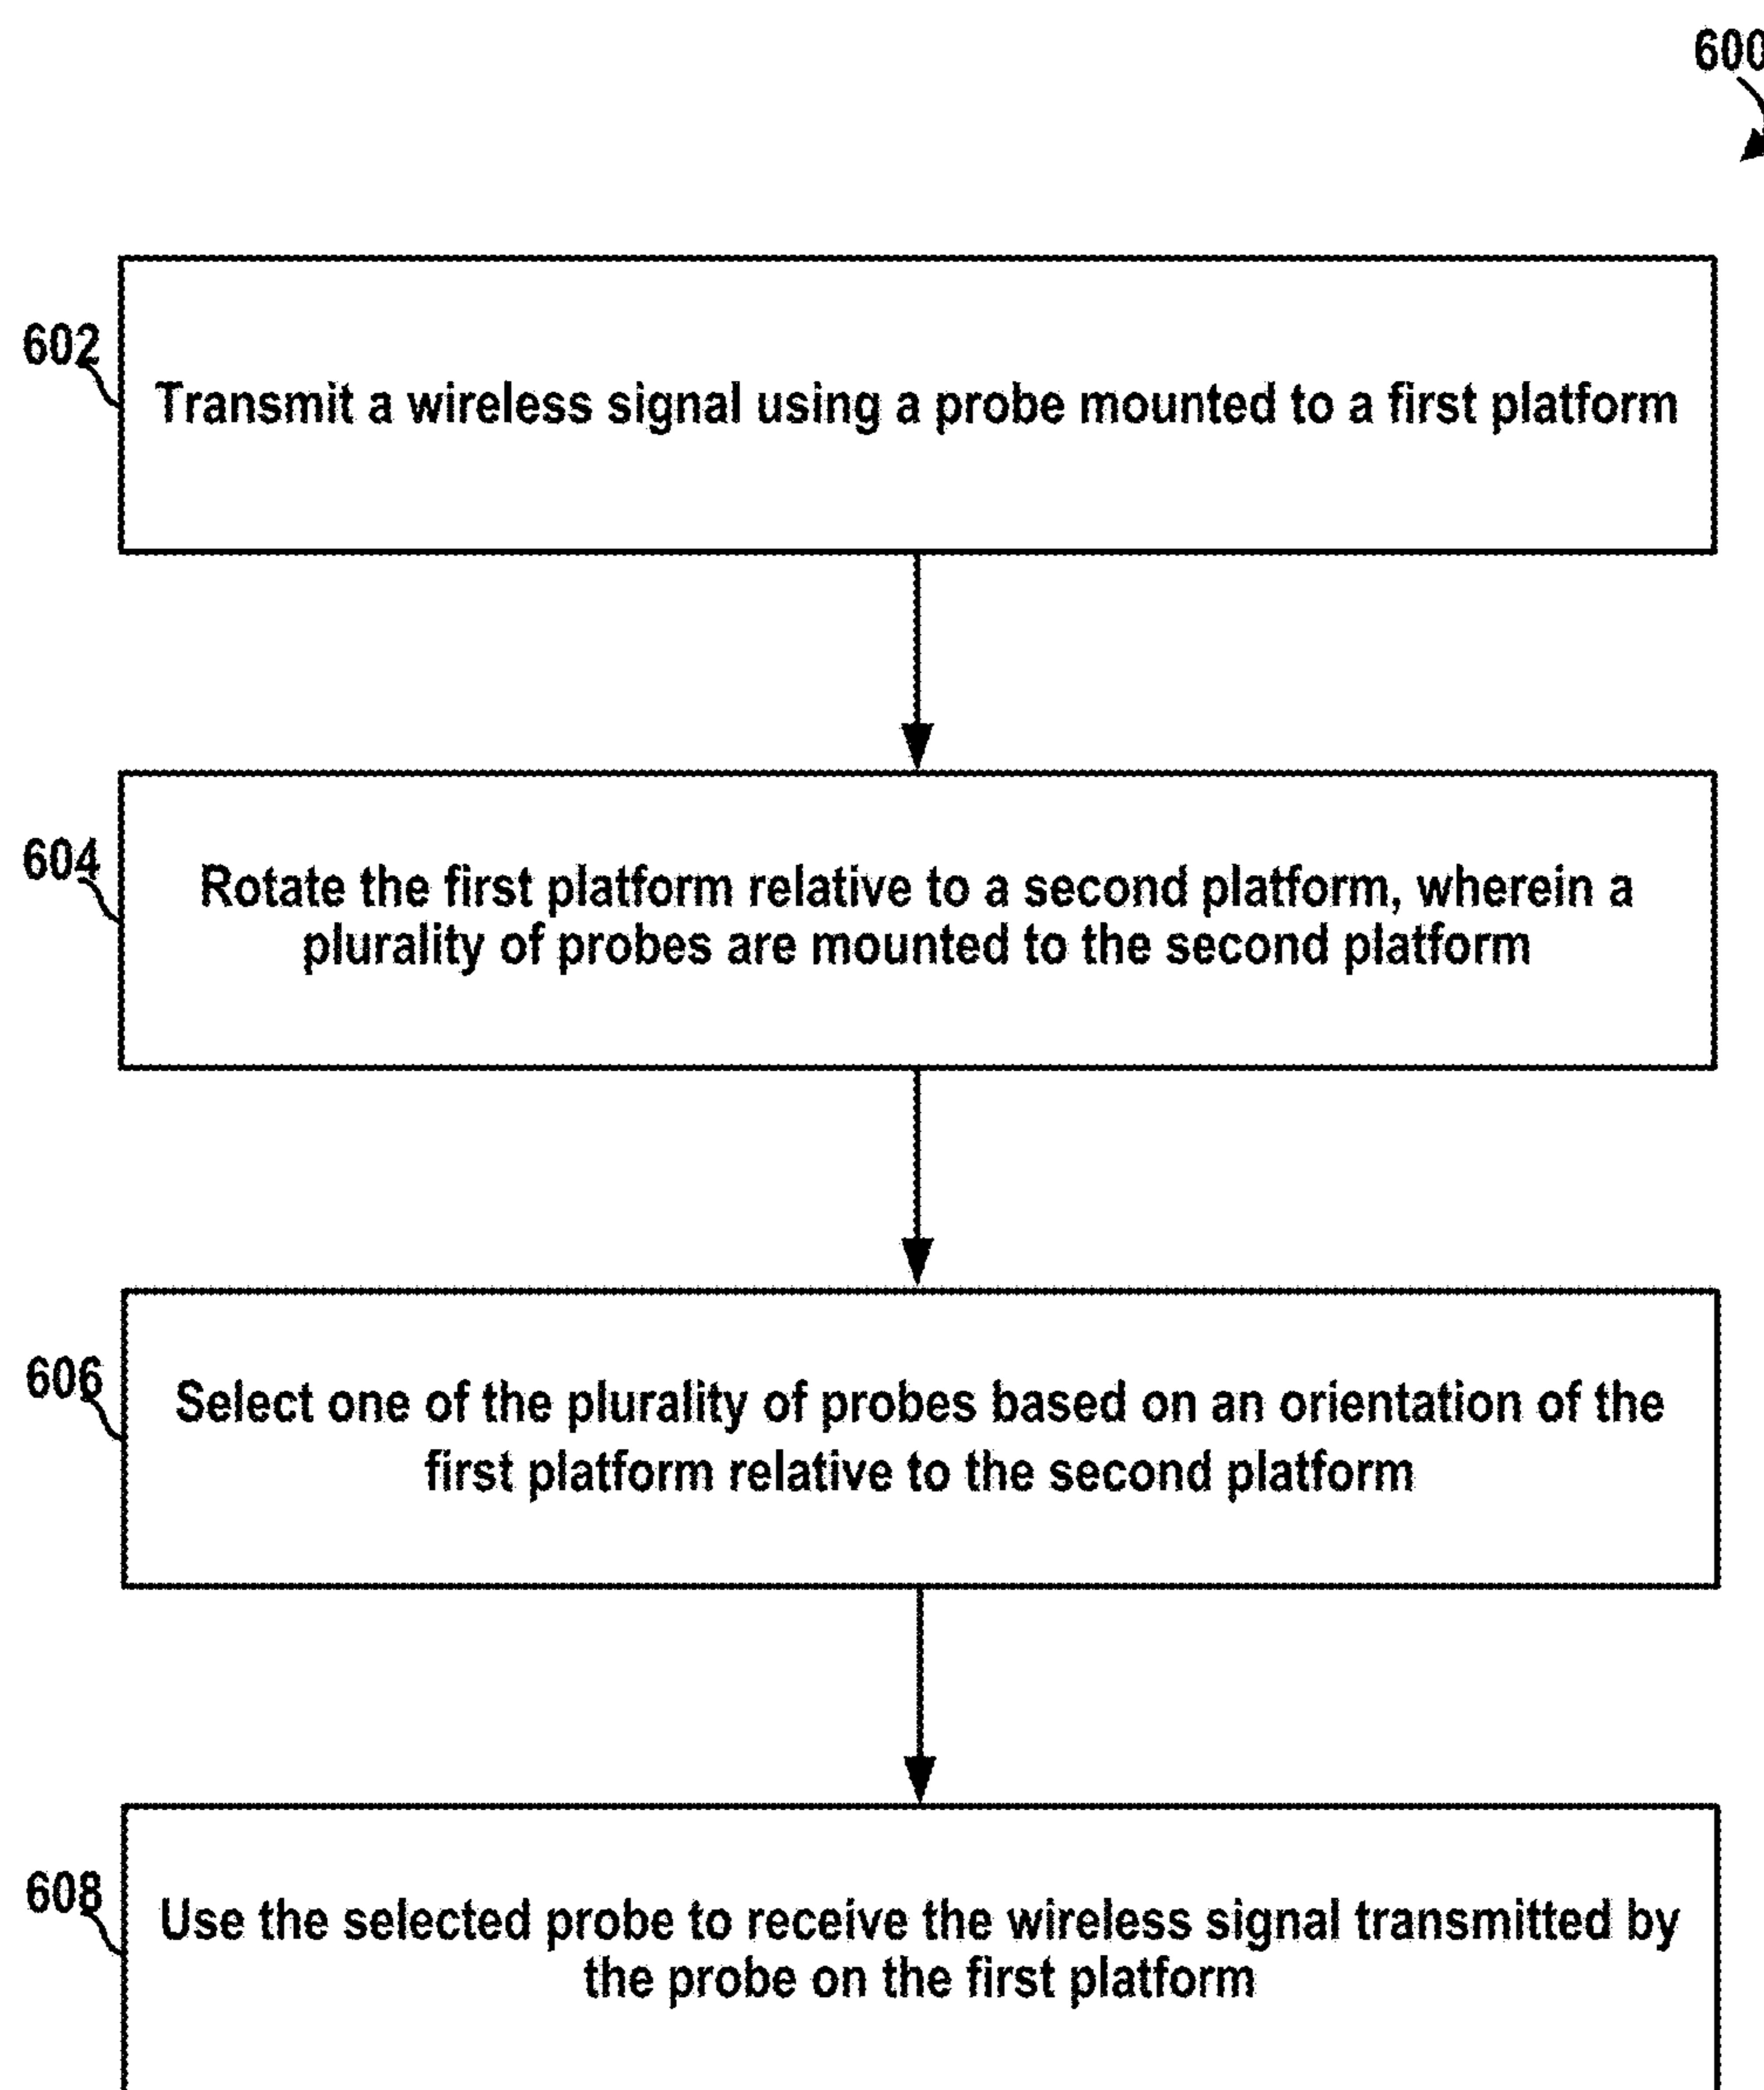 600
602
Transmit a wireless signal using a probe mounted to a first platform
604
Rotate the first platform relative to a second platform, wherein a
plurality of probes are mounted to the second platform
606
Select one of the plurality of probes based on an orientation of the
first platform relative to the second platform
608
Use the selected probe to receive the wireless signal transmitted by
the probe on the first platform